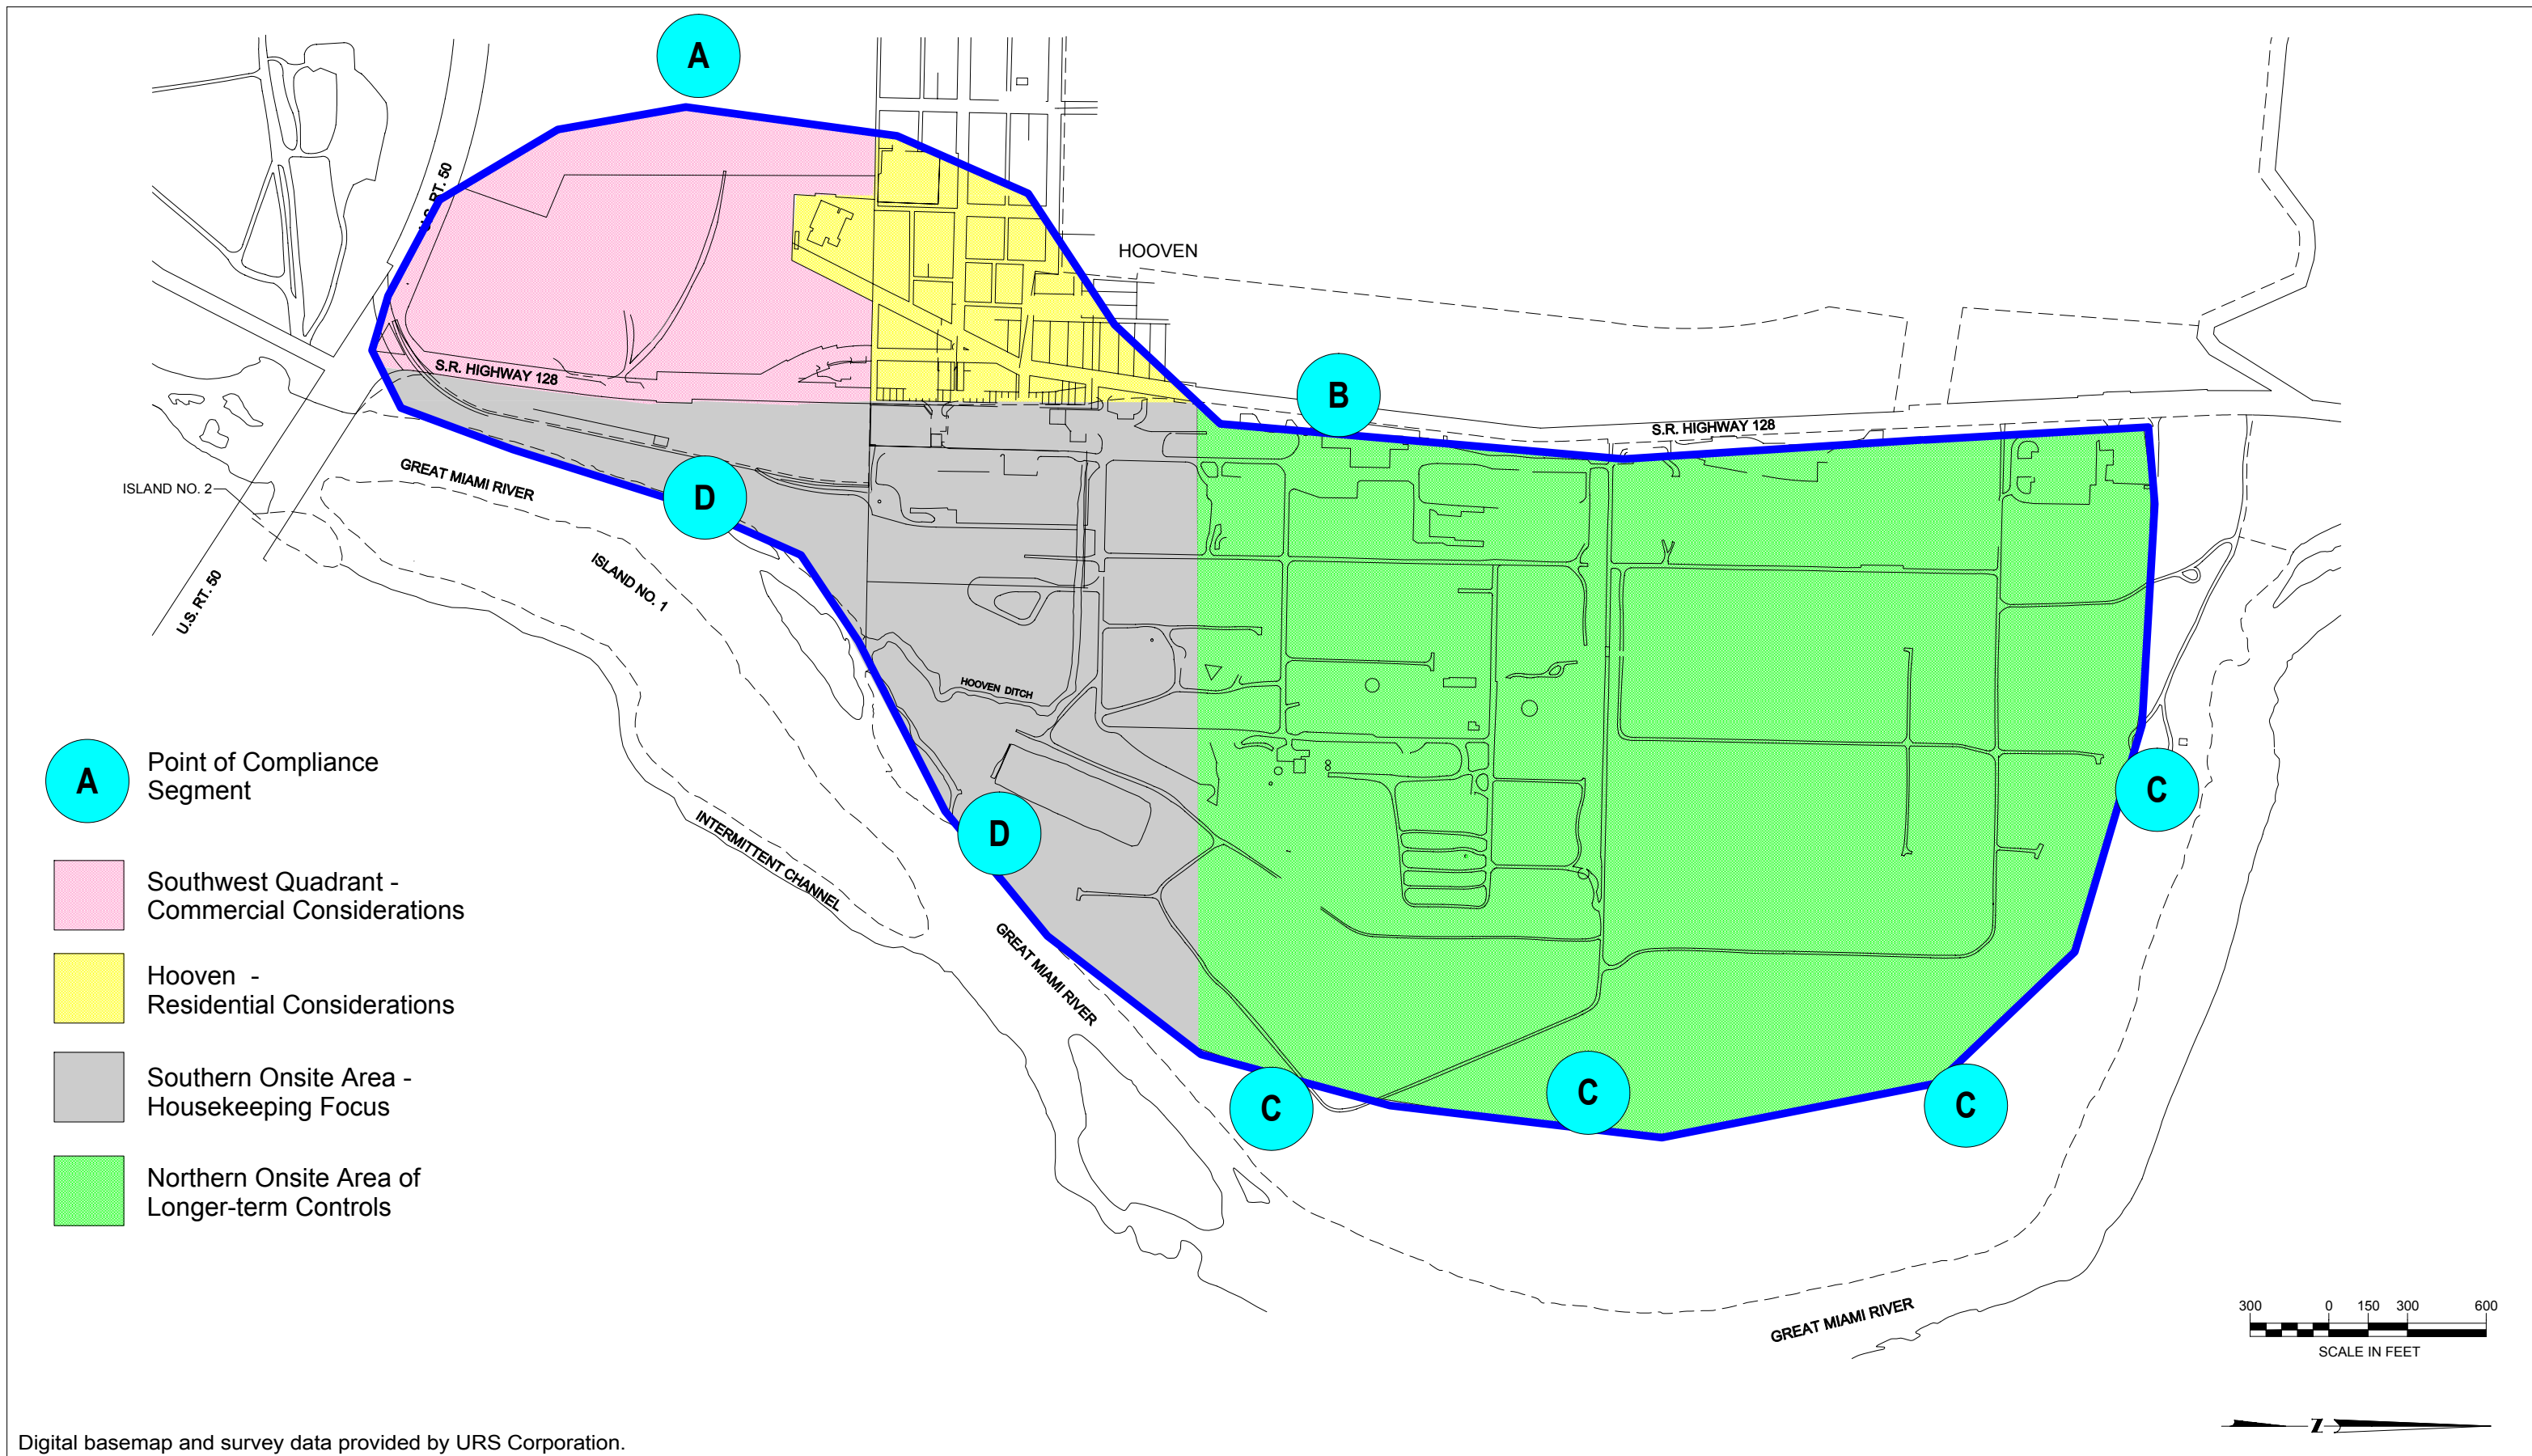 A
U.S. RT. 50
HOOVEN
B
S.R. HIGHWAY 128
S.R. HIGHWAY 128
GREAT MIAMI RIVER
D
ISLAND NO. 2
ISLAND NO. 1
U.S. RT. 50
HOOVEN DITCH
A
Point of Compliance
Segment
C
D
INTERMITTENT CHANNEL
Southwest Quadrant -
Commercial Considerations
GREAT MIAMI RIVER
Hooven -
Residential Considerations
Southern Onsite Area -
Housekeeping Focus
C
C
C
Northern Onsite Area of
Longer-term Controls
GREAT MIAMI RIVER
300 0 150 300 600
SCALE IN FEET
Z
Digital basemap and survey data provided by URS Corporation.